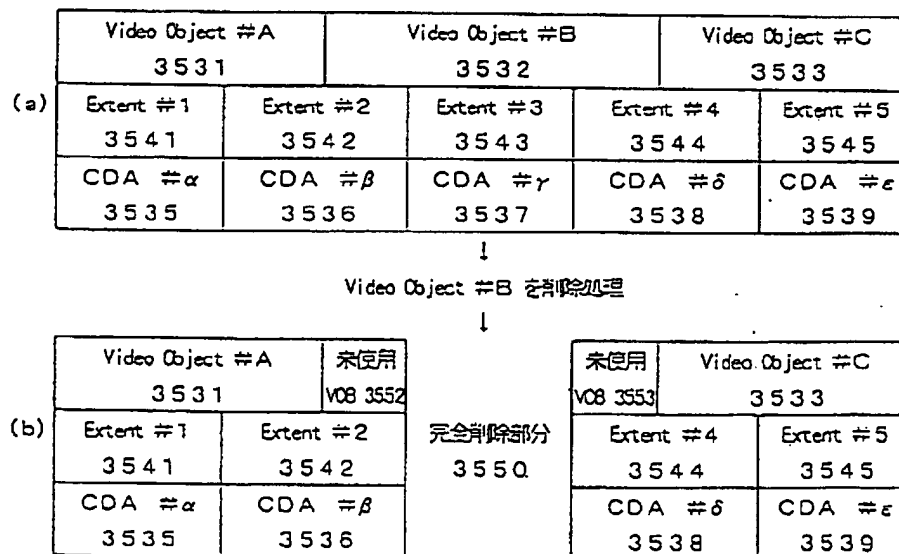 Video Object #A Video Object #B Video Object #C
3531 3532 3533
(a)
Extent #1 Extent #2 Extent #3 Extent #4 Extent #5
3541 3542 3543 3544 3545
CDA #α CDA #β CDA #γ CDA #δ CDA #ε
3535 3536 3537 3538 3539
↓
Video Object #B を削除処理
↓
Video Object #A 未使用 未使用 Video Object #C
3531 VOB 3552 VOB 3553 3533
(b)
Extent #1 Extent #2 完全削除部分 Extent #4 Extent #5
3541 3542 3550 3544 3545
CDA #α CDA #β CDA #δ CDA #ε
3535 3536 3538 3539